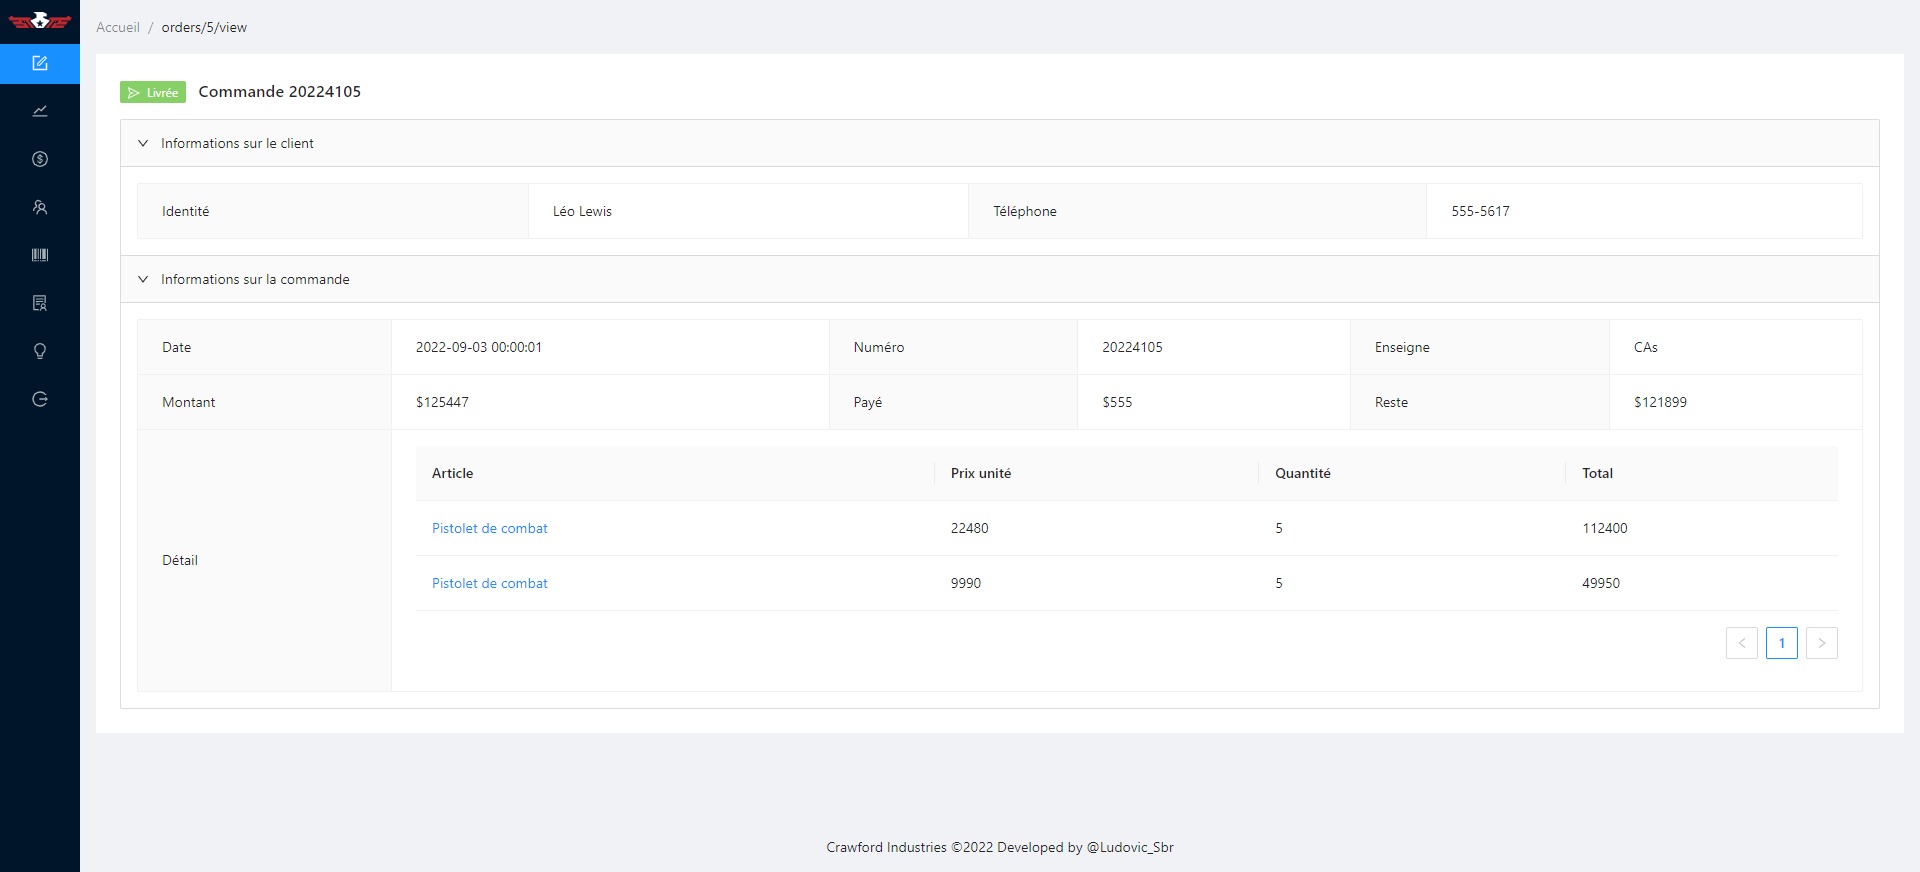 Accueil / orders/5/view
Livrée Commande 20224105
Informations sur le client
Identité Léo Lewis Téléphone 555-5617
Informations sur la commande
Date 2022-09-03 00:00:01 Numéro 20224105 Enseigne CAs
Montant $125447 Payé $555 Reste $121899
Détail
Article Prix unité Quantité Total
Pistolet de combat 22480 5 112400
Pistolet de combat 9990 5 49950
< 1 >
Crawford Industries ©2022 Developed by @Ludovic_Sbr